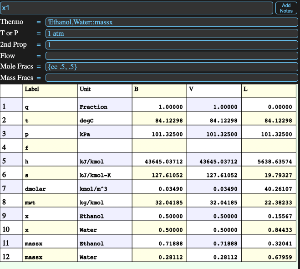 x1
Add Notes
Thermo = 'Ethanol,Water::massx
T or P = 1 atm
2nd Prop = 1
Flow =
Mole Fracs = {cc .5, .5}
Mass Fracs =
Label Unit B V L
1 q Fraction 1.00000 1.00000 0.00000
2 t degC 84.12298 84.12298 84.12298
3 p kPa 101.32500 101.32500 101.32500
4 f
5 h kJ/kmol 43645.03712 43645.03712 5638.63574
6 s kJ/kmol-K 127.61052 127.61052 19.79327
7 dmolar kmol/m^3 0.03490 0.03490 40.26107
8 mwt kg/kmol 32.04185 32.04185 22.38233
9 x Ethanol 0.50000 0.50000 0.15567
10 x Water 0.50000 0.50000 0.84433
11 massx Ethanol 0.71888 0.71888 0.32041
12 massx Water 0.28112 0.28112 0.67959